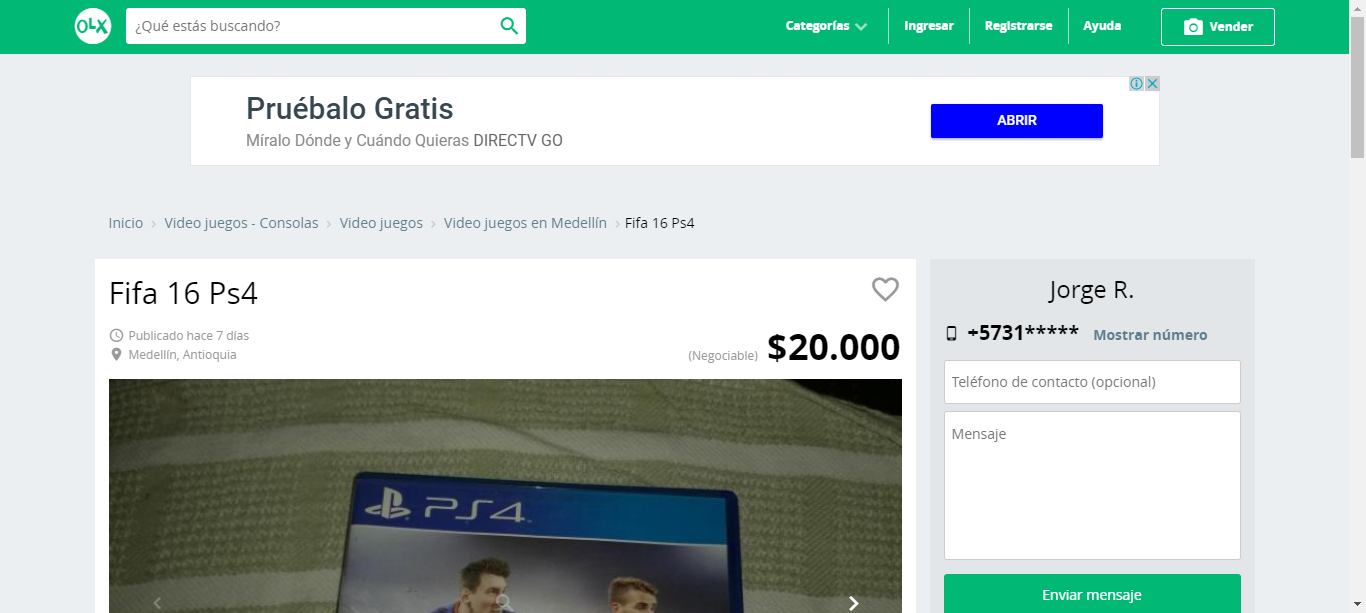 OLX
¿Qué estás buscando?
Categorías
Ingresar
Registrarse
Ayuda
Vender
Pruébalo Gratis
Míralo Dónde y Cuándo Quieras DIRECTV GO
ABRIR
Inicio › Video juegos - Consolas › Video juegos › Video juegos en Medellín › Fifa 16 Ps4
Fifa 16 Ps4
Publicado hace 7 días
Medellín, Antioquia
(Negociable) $20.000
PS4
Jorge R.
+5731***** Mostrar número
Teléfono de contacto (opcional)
Mensaje
Enviar mensaje